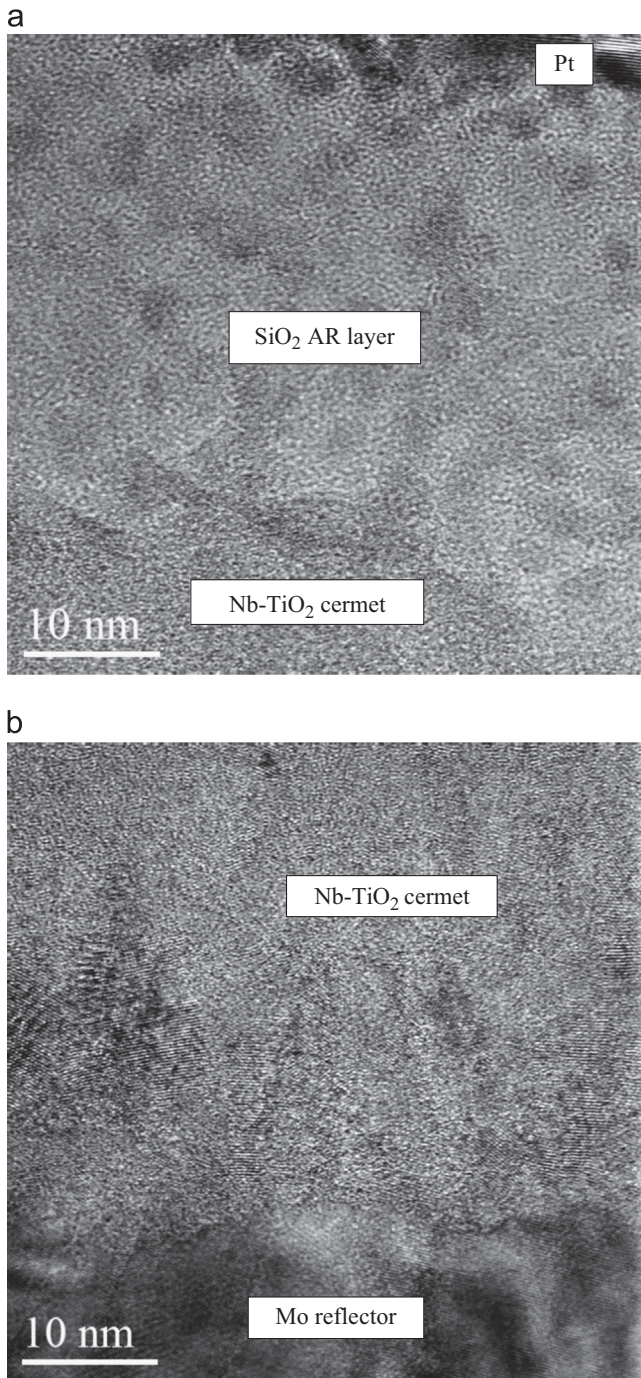 a
Pt
SiO₂ AR layer
Nb-TiO₂ cermet
10 nm
b
Nb-TiO₂ cermet
Mo reflector
10 nm